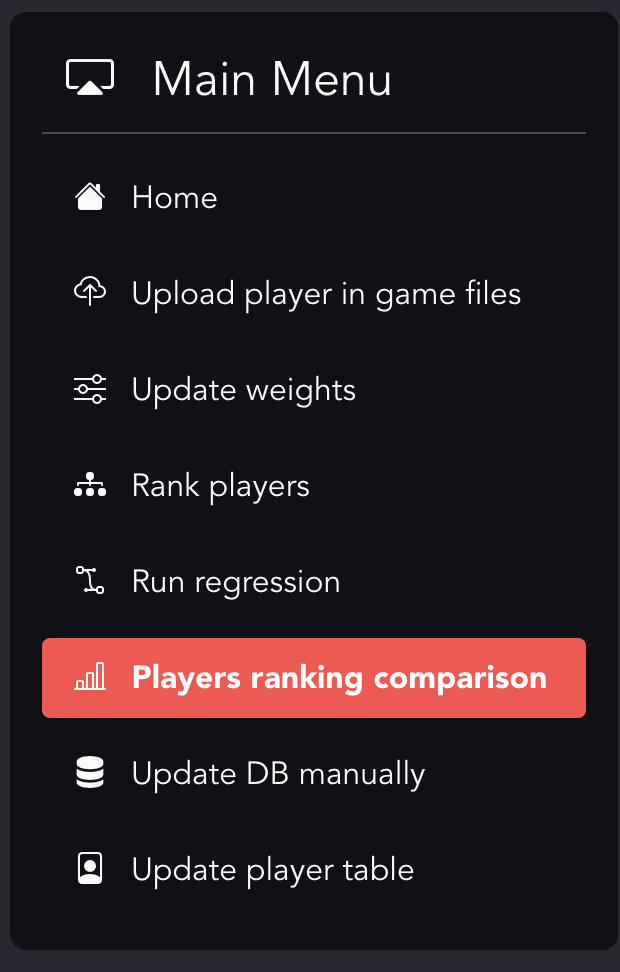 Main Menu
Home
Upload player in game files
Update weights
Rank players
Run regression
Players ranking comparison
Update DB manually
Update player table